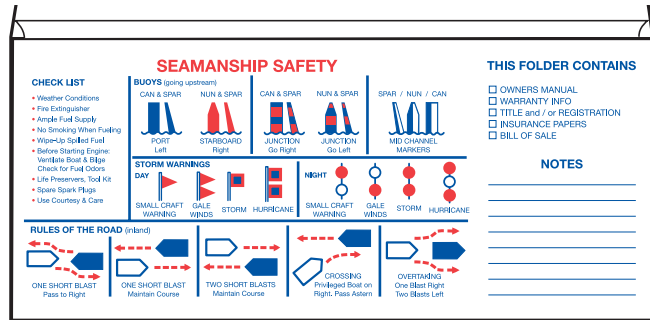 SEAMANSHIP SAFETY
CHECK LIST
• Weather Conditions
• Fire Extinguisher
• Ample Fuel Supply
• No Smoking When Fueling
• Wipe-Up Spilled Fuel
• Before Starting Engine:
Ventilate Boat & Bilge
Check for Fuel Odors
• Life Preservers, Tool Kit
• Spare Spark Plugs
• Use Courtesy & Care
BUOYS (going upstream)
CAN & SPAR
PORT
Left
NUN & SPAR
STARBOARD
Right
CAN & SPAR
JUNCTION
Go Right
NUN & SPAR
JUNCTION
Go Left
SPAR / NUN / CAN
MID CHANNEL
MARKERS
STORM WARNINGS
DAY
SMALL CRAFT
WARNING
GALE
WINDS
STORM
HURRICANE
NIGHT
SMALL CRAFT
WARNING
GALE
WINDS
STORM
HURRICANE
RULES OF THE ROAD (inland)
ONE SHORT BLAST
Pass to Right
ONE SHORT BLAST
Maintain Course
TWO SHORT BLASTS
Maintain Course
CROSSING
Privileged Boat on
Right. Pass Astern
OVERTAKING
One Blast Right
Two Blasts Left
THIS FOLDER CONTAINS
☐ OWNERS MANUAL
☐ WARRANTY INFO
☐ TITLE and / or REGISTRATION
☐ INSURANCE PAPERS
☐ BILL OF SALE
NOTES